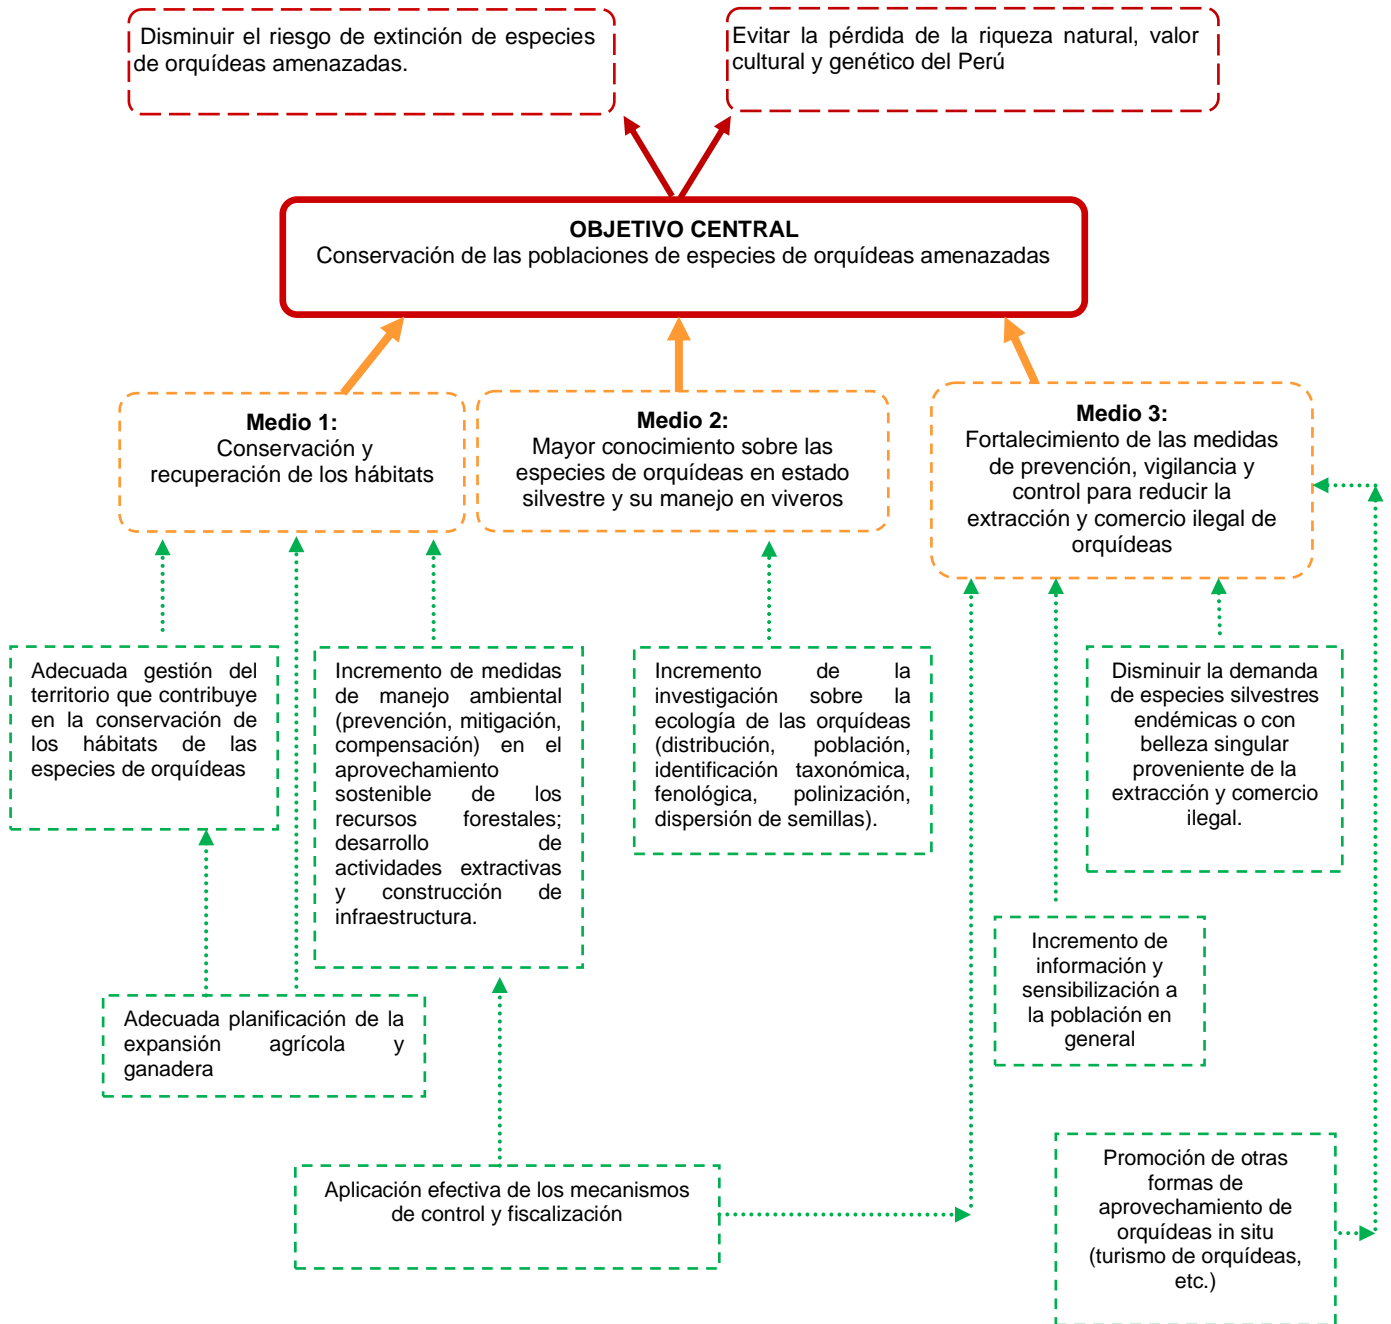 Disminuir el riesgo de extinción de especies
de orquídeas amenazadas.
Evitar la pérdida de la riqueza natural, valor
cultural y genético del Perú
OBJETIVO CENTRAL
Conservación de las poblaciones de especies de orquídeas amenazadas
Medio 1:
Conservación y
recuperación de los hábitats
Medio 2:
Mayor conocimiento sobre las
especies de orquídeas en estado
silvestre y su manejo en viveros
Medio 3:
Fortalecimiento de las medidas
de prevención, vigilancia y
control para reducir la
extracción y comercio ilegal de
orquídeas
Adecuada gestión del
territorio que contribuye
en la conservación de
los hábitats de las
especies de orquídeas
Incremento de medidas
de manejo ambiental
(prevención, mitigación,
compensación) en el
aprovechamiento
sostenible de los
recursos forestales;
desarrollo de
actividades extractivas
y construcción de
infraestructura.
Incremento de la
investigación sobre la
ecología de las orquídeas
(distribución, población,
identificación taxonómica,
fenológica, polinización,
dispersión de semillas).
Disminuir la demanda
de especies silvestres
endémicas o con
belleza singular
proveniente de la
extracción y comercio
ilegal.
Incremento de
información y
sensibilización a
la población en
general
Adecuada planificación de la
expansión agrícola y
ganadera
Aplicación efectiva de los mecanismos
de control y fiscalización
Promoción de otras
formas de
aprovechamiento de
orquídeas in situ
(turismo de orquídeas,
etc.)